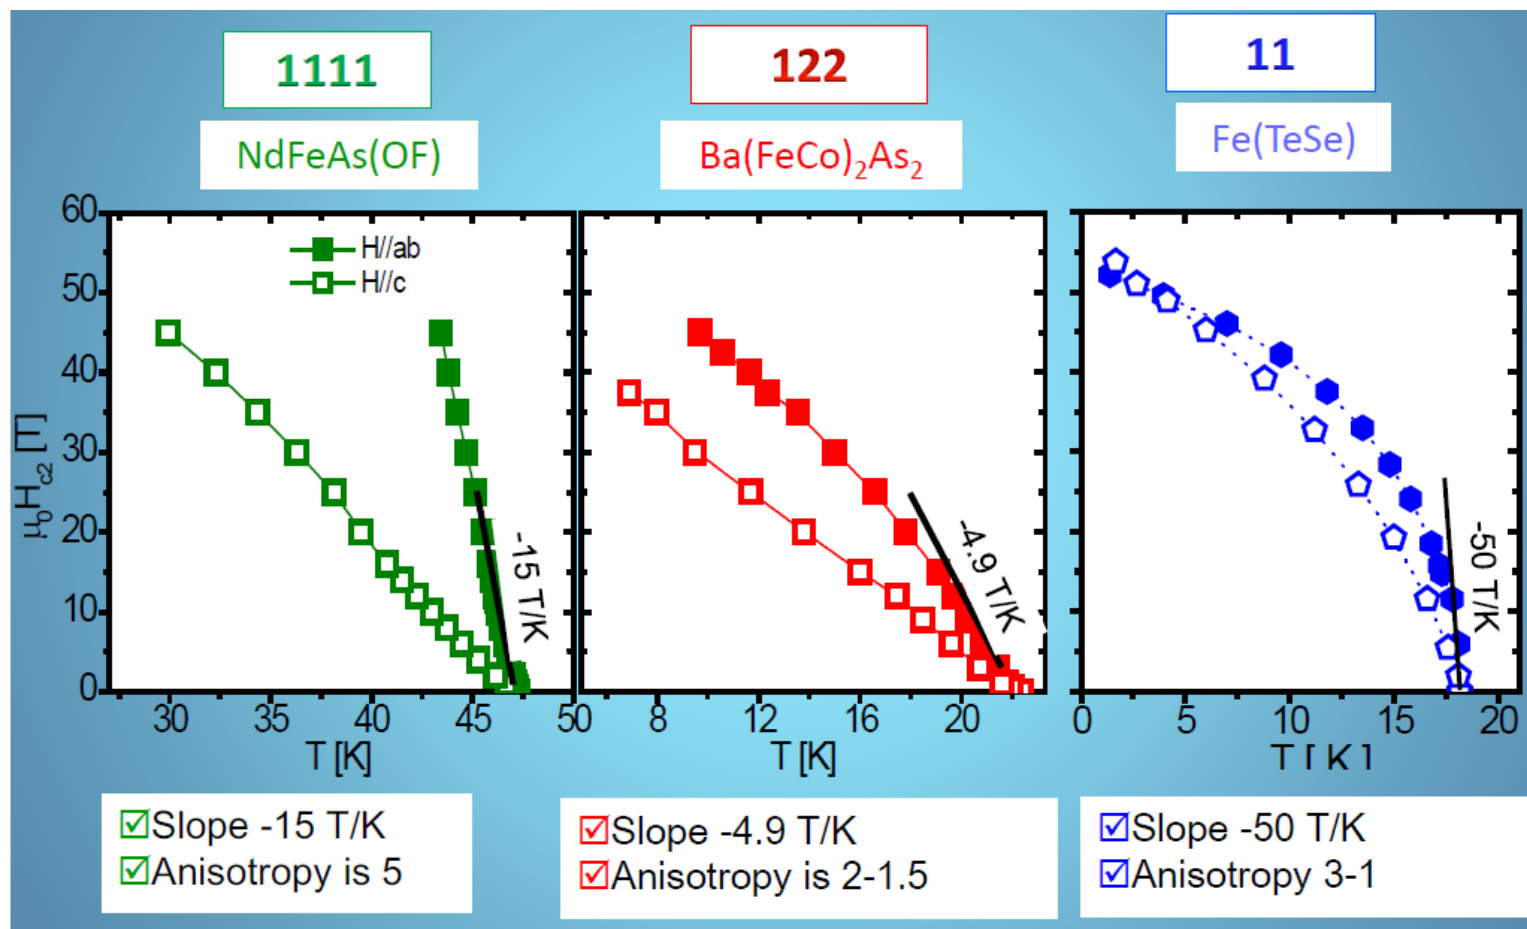 1111
122
11
NdFeAs(OF)
Ba(FeCo)₂As₂
Fe(TeSe)
μ₀H꜀₂ [T]
60
50
40
30
20
10
0
H//ab
H//c
-15 T/K
-4.9 T/K
-50 T/K
30 35 40 45 50
8 12 16 20
0 5 10 15 20
T [K]
T [K]
T [K]
☑Slope -15 T/K
☑Anisotropy is 5
☑Slope -4.9 T/K
☑Anisotropy is 2-1.5
☑Slope -50 T/K
☑Anisotropy 3-1